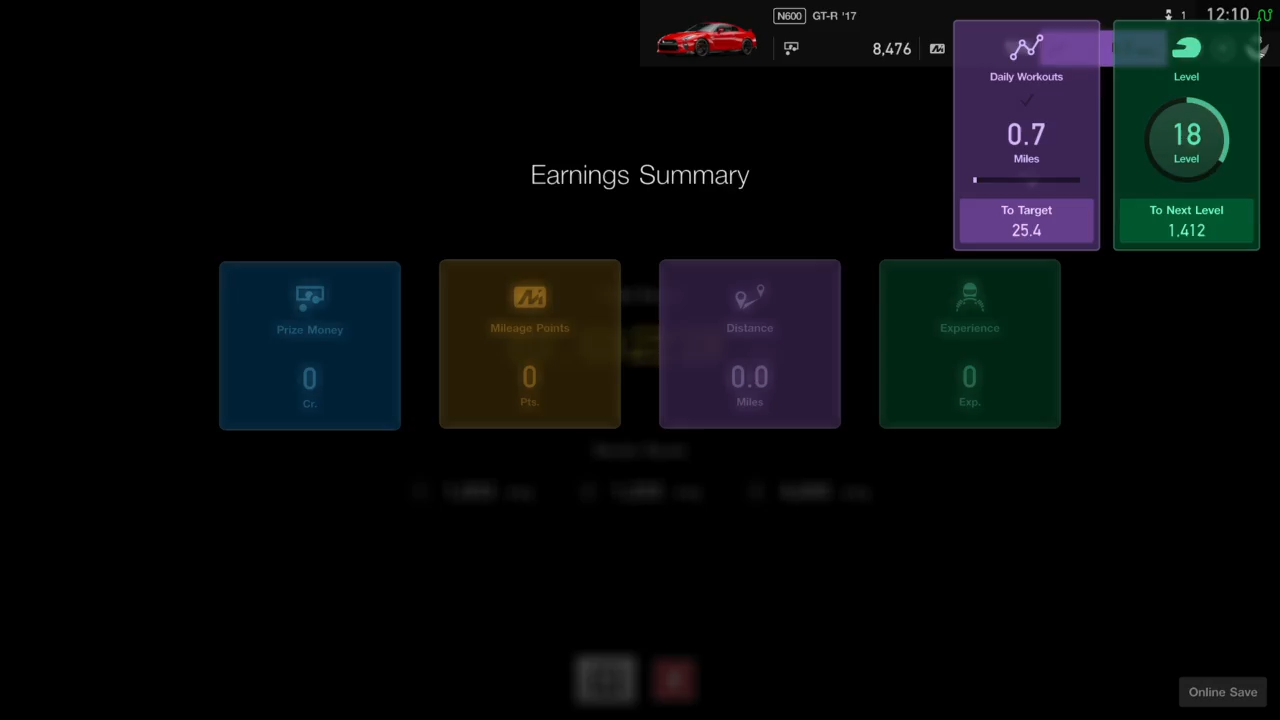 N600 GT-R '17
1
12:10
8,476
Daily Workouts
0.7
Miles
To Target
25.4
Level
18
Level
To Next Level
1,412
Earnings Summary
Prize Money
0
Cr.
Mileage Points
0
Pts.
Distance
0.0
Miles
Experience
0
Exp.
Online Save